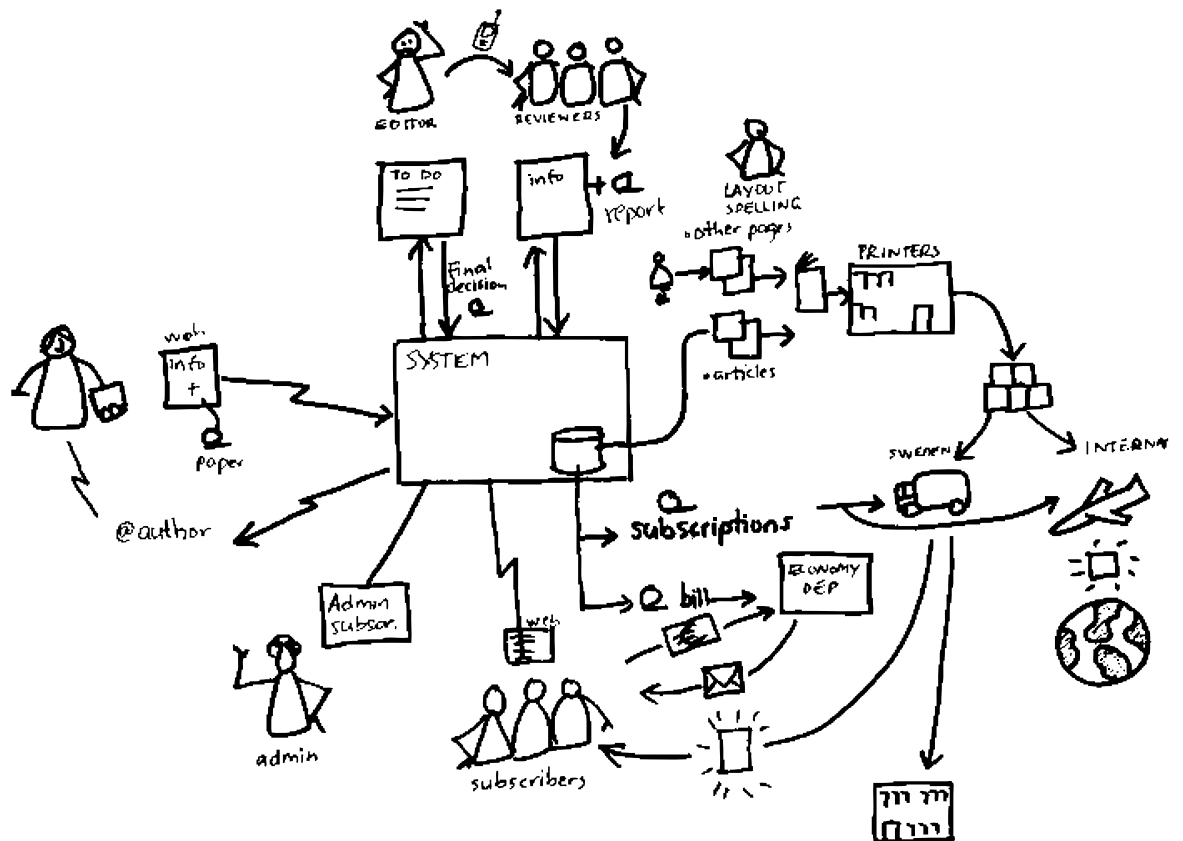 EDITOR
REVIEWERS
TO DO
info
report
LAYOUT
SPELLING
• other pages
PRINTERS
Final
decision
web
info
+
paper
SYSTEM
• articles
SWEDEN
INTERNA
@author
subscriptions
ECONOMY
DEP
bill
Admin
subscr.
web
admin
subscribers